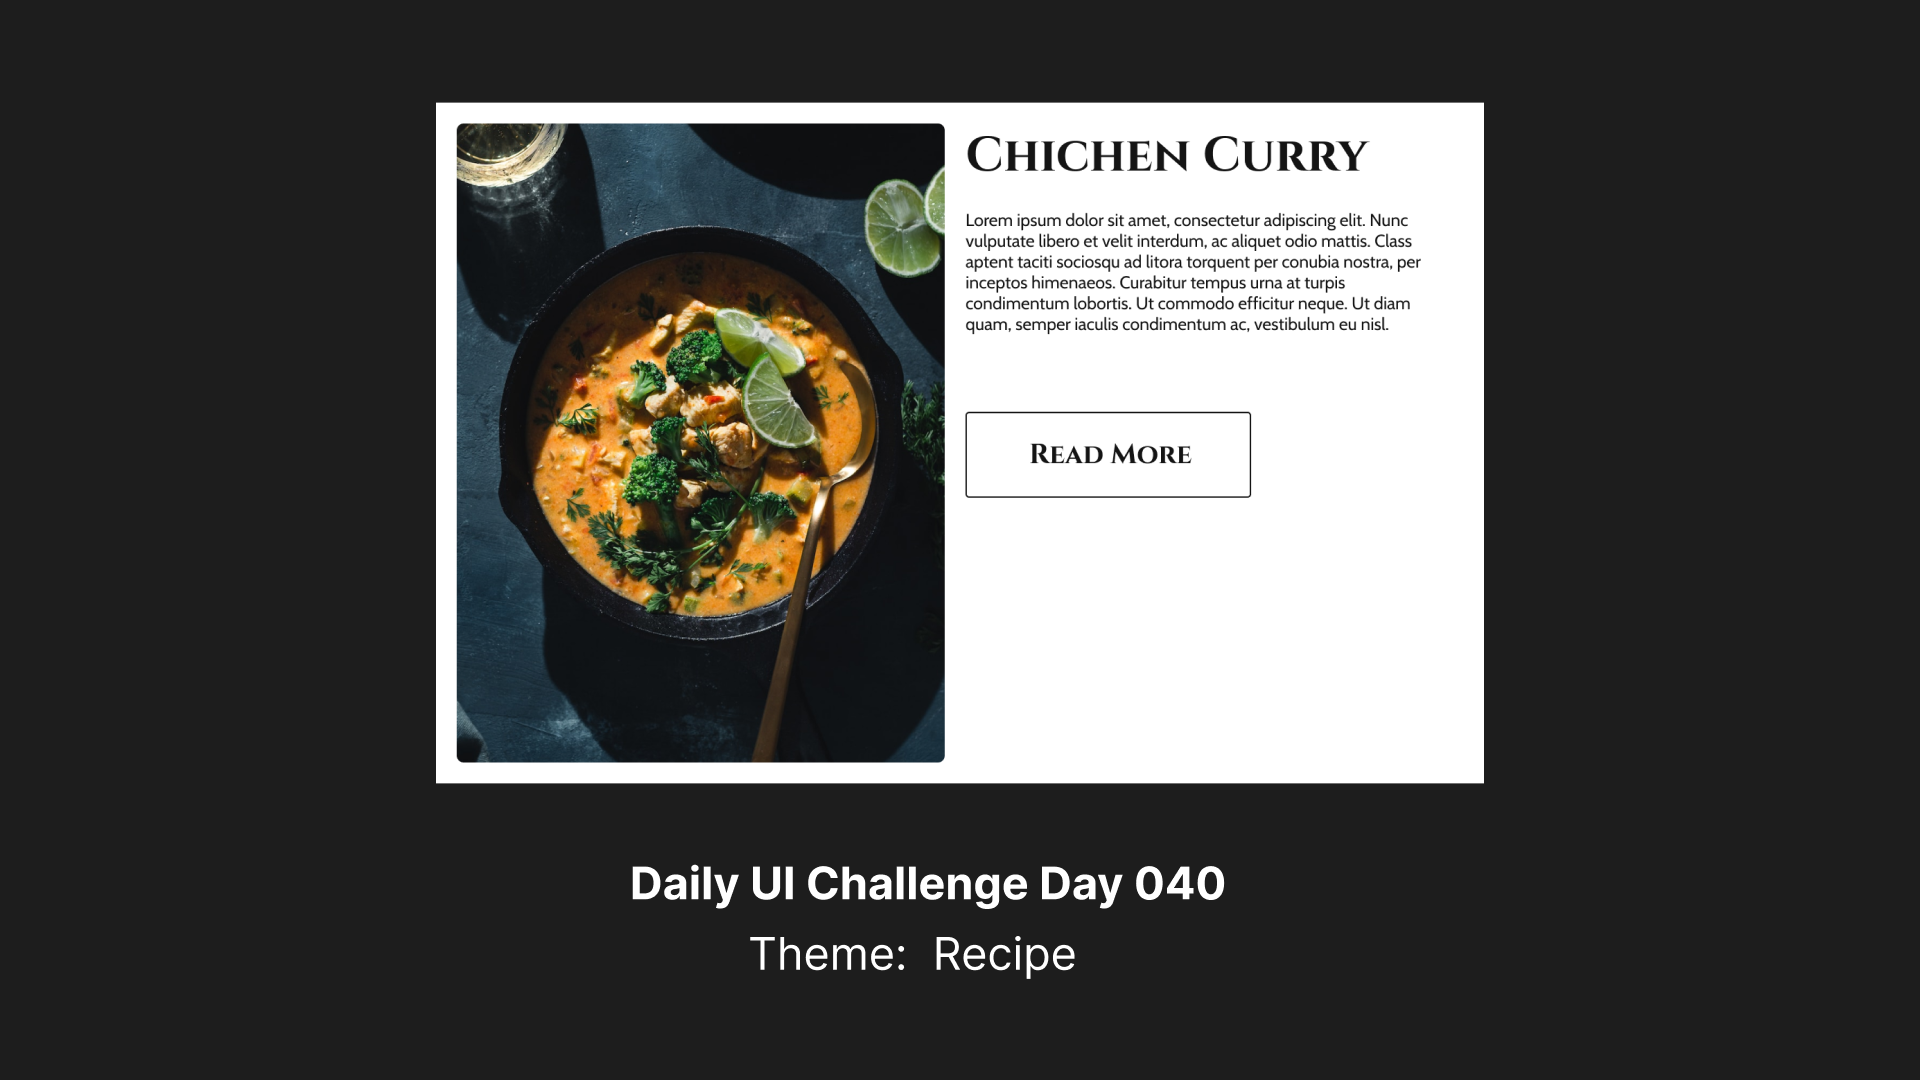 Chichen Curry
Lorem ipsum dolor sit amet, consectetur adipiscing elit. Nunc
vulputate libero et velit interdum, ac aliquet odio mattis. Class
aptent taciti sociosqu ad litora torquent per conubia nostra, per
inceptos himenaeos. Curabitur tempus urna at turpis
condimentum lobortis. Ut commodo efficitur neque. Ut diam
quam, semper iaculis condimentum ac, vestibulum eu nisl.
Read More
Daily UI Challenge Day 040
Theme:  Recipe